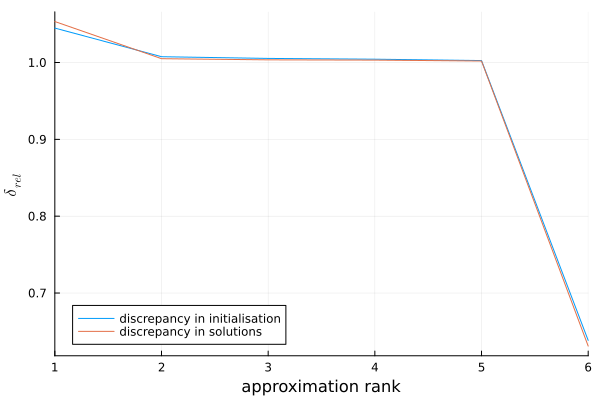 1.0
0.9
0.8
0.7
δ_rel
discrepancy in initialisation
discrepancy in solutions
1 2 3 4 5 6
approximation rank